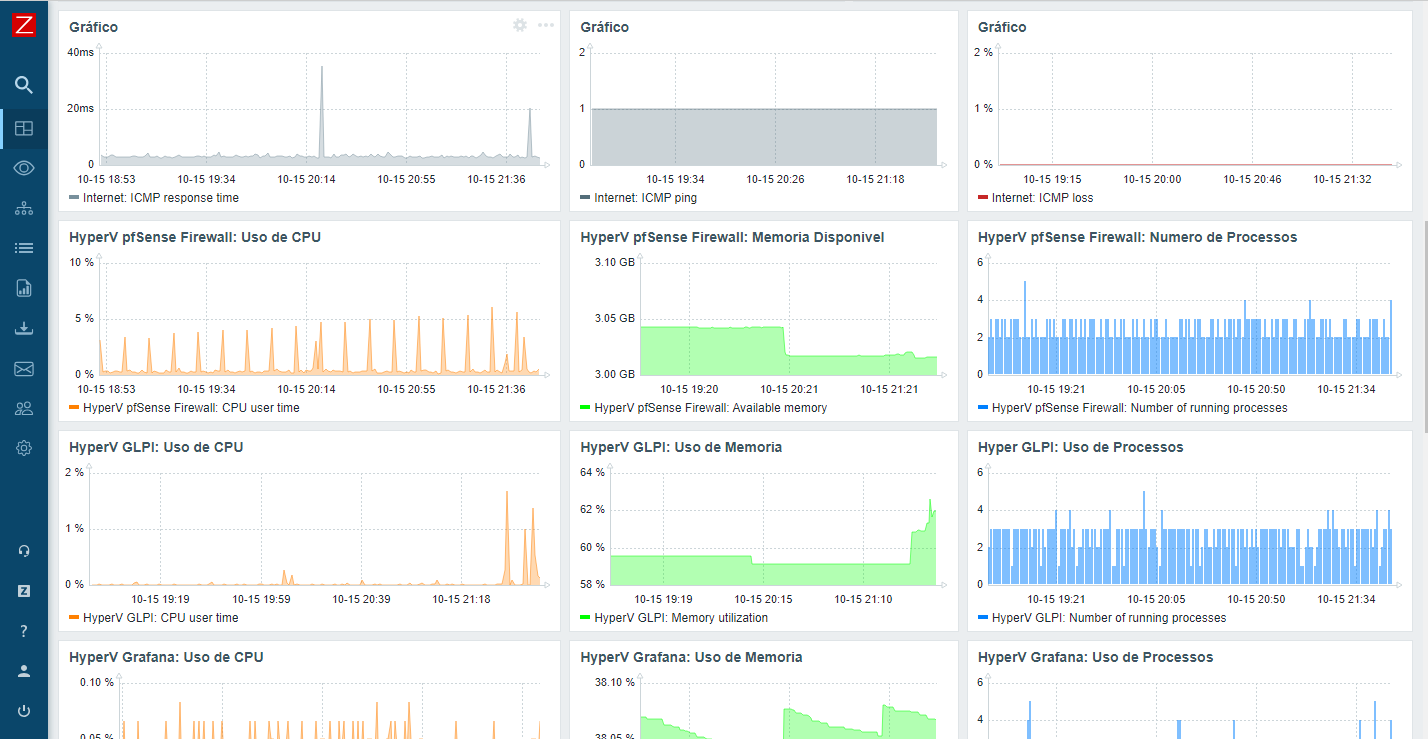 Z
Gráfico
40ms
20ms
0
10-15 18:53 10-15 19:34 10-15 20:14 10-15 20:55 10-15 21:36
Internet: ICMP response time
Gráfico
2
1
0
10-15 19:34 10-15 20:26 10-15 21:18
Internet: ICMP ping
Gráfico
2 %
1 %
0 %
10-15 19:15 10-15 20:00 10-15 20:46 10-15 21:32
Internet: ICMP loss
HyperV pfSense Firewall: Uso de CPU
10 %
5 %
0 %
10-15 18:53 10-15 19:34 10-15 20:14 10-15 20:55 10-15 21:36
HyperV pfSense Firewall: CPU user time
HyperV pfSense Firewall: Memoria Disponivel
3.10 GB
3.05 GB
3.00 GB
10-15 19:20 10-15 20:21 10-15 21:21
HyperV pfSense Firewall: Available memory
HyperV pfSense Firewall: Numero de Processos
6
4
2
0
10-15 19:21 10-15 20:05 10-15 20:50 10-15 21:34
HyperV pfSense Firewall: Number of running processes
HyperV GLPI: Uso de CPU
2 %
1 %
0 %
10-15 19:19 10-15 19:59 10-15 20:39 10-15 21:18
HyperV GLPI: CPU user time
HyperV GLPI: Uso de Memoria
64 %
62 %
60 %
58 %
10-15 19:19 10-15 20:15 10-15 21:10
HyperV GLPI: Memory utilization
Hyper GLPI: Uso de Processos
6
4
2
0
10-15 19:21 10-15 20:05 10-15 20:50 10-15 21:34
HyperV GLPI: Number of running processes
Z
?
HyperV Grafana: Uso de CPU
0.10 %
0.05 %
HyperV Grafana: Uso de Memoria
38.10 %
38.05 %
HyperV Grafana: Uso de Processos
6
4